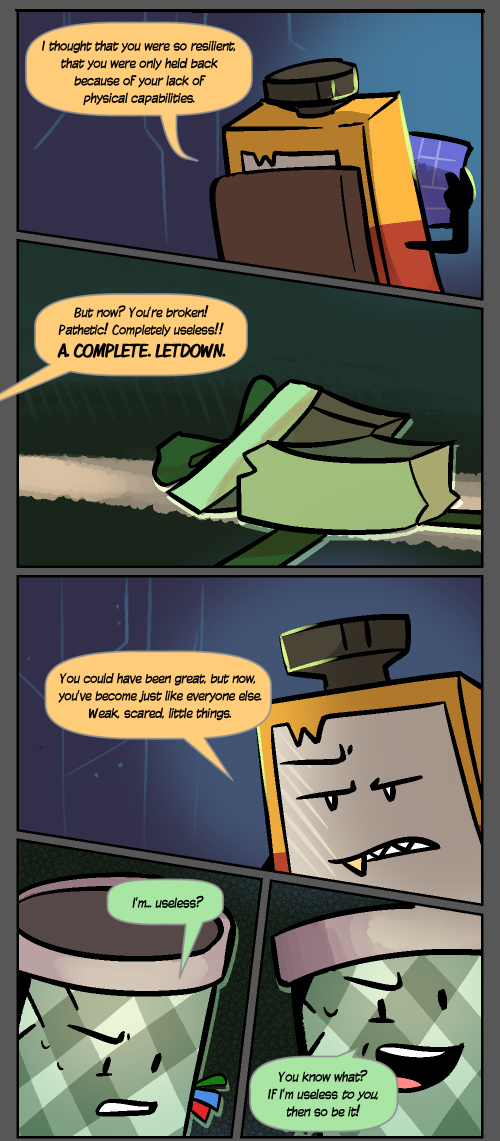 I thought that you were so resilient,
that you were only held back
because of your lack of
physical capabilities.
But now? You're broken!
Pathetic! Completely useless!!
A. COMPLETE. LETDOWN.
You could have been great, but now,
you've become just like everyone else.
Weak, scared, little things.
I'm... useless?
You know what?
If I'm useless to you,
then so be it!